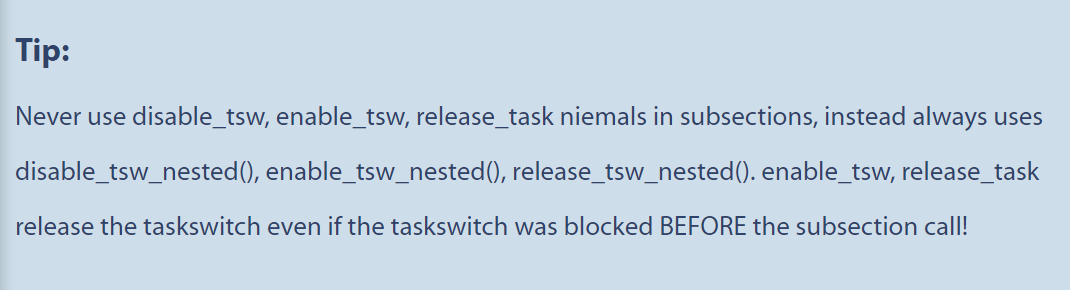 Tip:
Never use disable_tsw, enable_tsw, release_task niemals in subsections, instead always uses
disable_tsw_nested(), enable_tsw_nested(), release_tsw_nested(). enable_tsw, release_task
release the taskswitch even if the taskswitch was blocked BEFORE the subsection call!